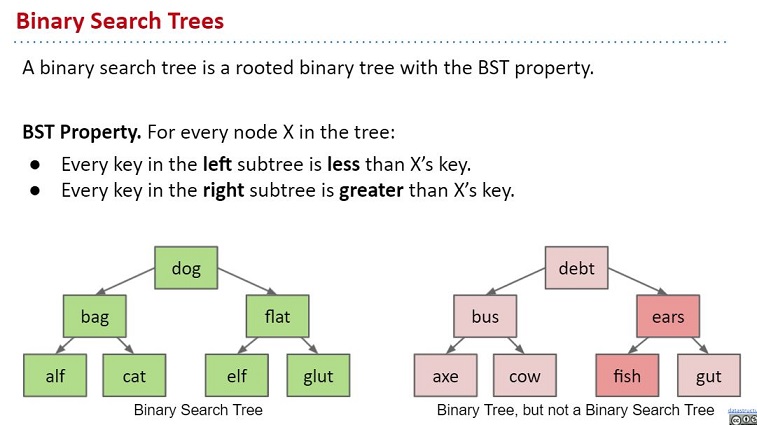 Binary Search Trees
A binary search tree is a rooted binary tree with the BST property.
BST Property. For every node X in the tree:
● Every key in the left subtree is less than X’s key.
● Every key in the right subtree is greater than X’s key.
dog
bag
flat
alf
cat
elf
glut
Binary Search Tree
debt
bus
ears
axe
cow
fish
gut
Binary Tree, but not a Binary Search Tree